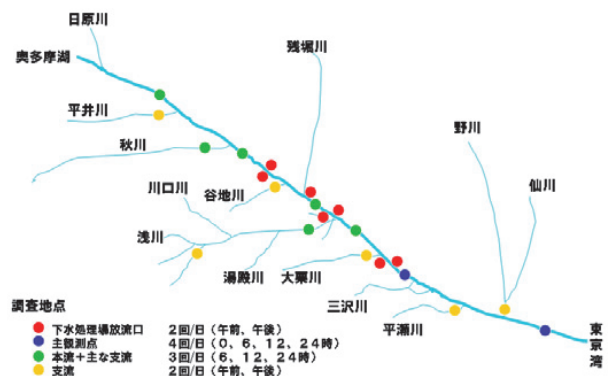 日原川
奥多摩湖
残堀川
平井川
野川
秋川
仙川
川口川
谷地川
浅川
湯殿川
大栗川
三沢川
平瀬川
東京湾
調査地点
下水処理場放流口 2回/日(午前、午後)
主観測点 4回/日(0、6、12、24時)
本流+主な支流 3回/日(6、12、24時)
支流 2回/日(午前、午後)